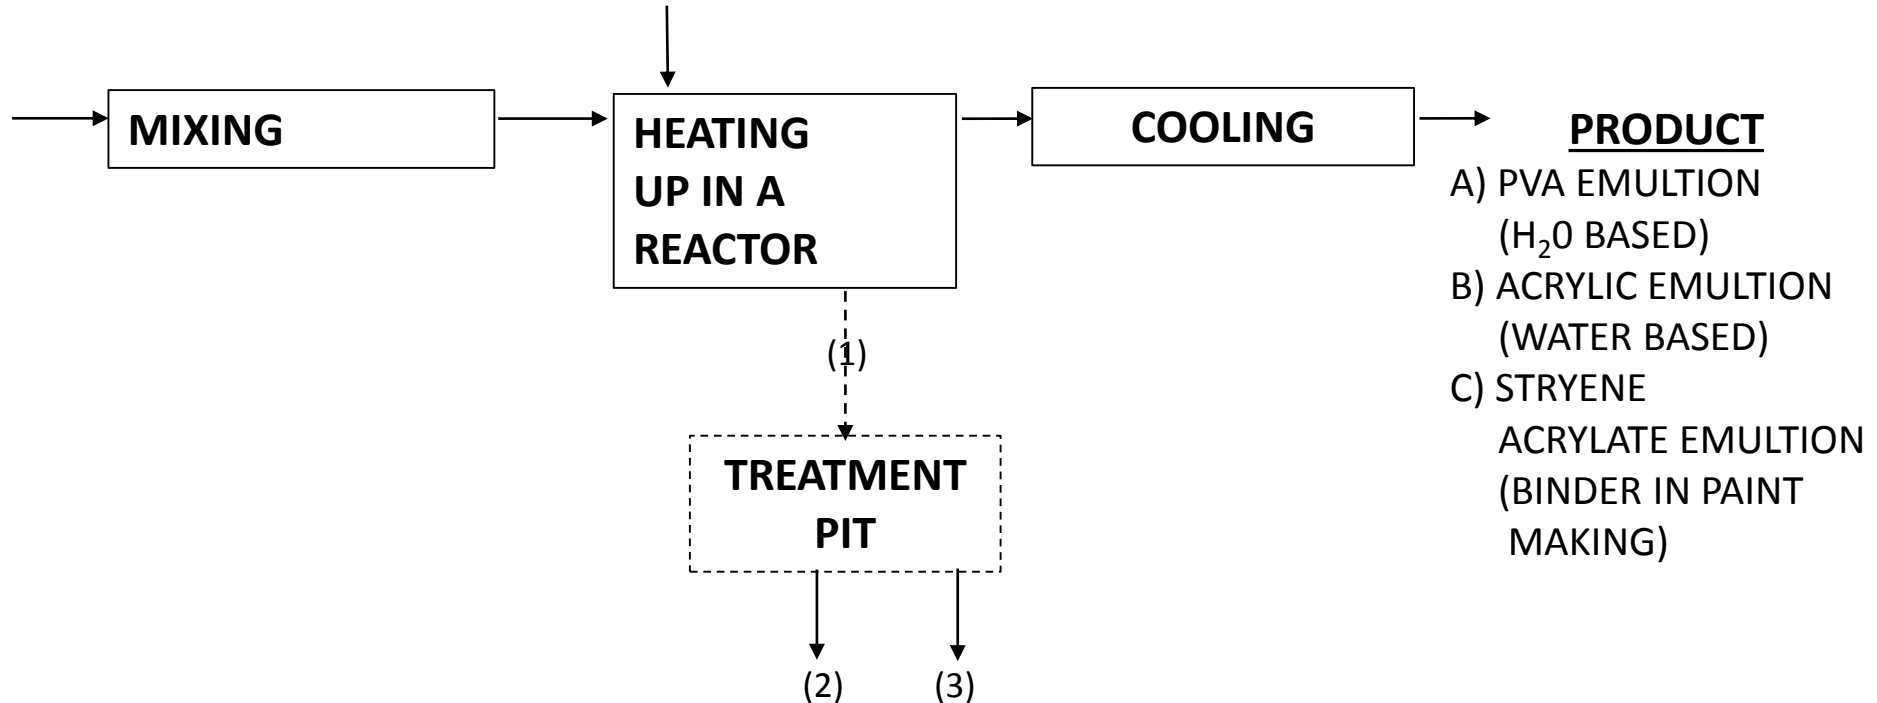 MIXING
HEATING
UP IN A
REACTOR
COOLING
PRODUCT
A) PVA EMULTION
(H₂0 BASED)
B) ACRYLIC EMULTION
(WATER BASED)
C) STRYENE
ACRYLATE EMULTION
(BINDER IN PAINT
MAKING)
(1)
TREATMENT
PIT
(2)
(3)